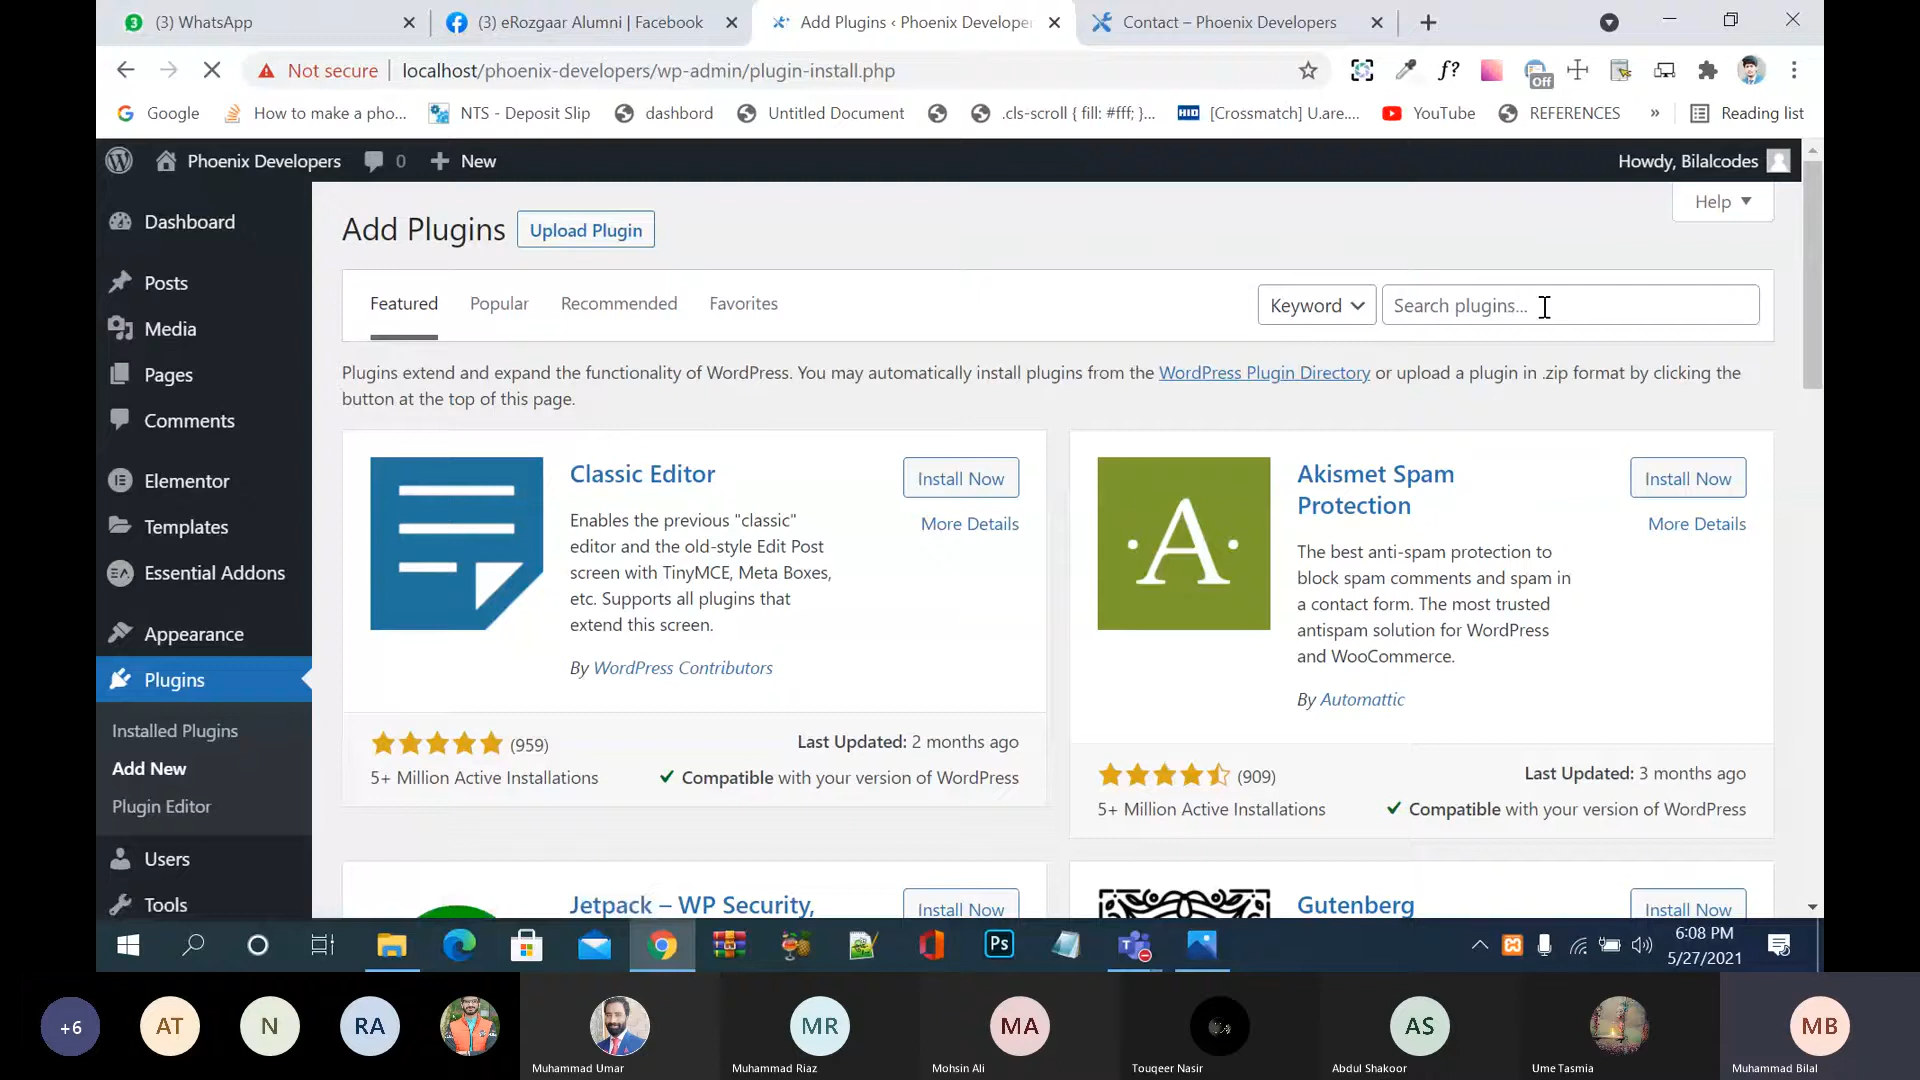 3 (3) WhatsApp
(3) eRozgaar Alumni | Facebook
Add Plugins ‹ Phoenix Develope
Contact – Phoenix Developers
Not secure localhost/phoenix-developers/wp-admin/plugin-install.php
f?
Off
Google How to make a pho... NTS - Deposit Slip dashbord Untitled Document .cls-scroll { fill: #fff; }... HID [Crossmatch] U.are.... YouTube REFERENCES » Reading list
Phoenix Developers 0 New
Howdy, Bilalcodes
Help
Dashboard
Posts
Media
Pages
Comments
Elementor
Templates
Essential Addons
Appearance
Plugins
Installed Plugins
Add New
Plugin Editor
Users
Tools
Add Plugins Upload Plugin
Featured Popular Recommended Favorites
Keyword Search plugins...
Plugins extend and expand the functionality of WordPress. You may automatically install plugins from the WordPress Plugin Directory or upload a plugin in .zip format by clicking the
button at the top of this page.
Classic Editor
Install Now
More Details
Enables the previous "classic"
editor and the old-style Edit Post
screen with TinyMCE, Meta Boxes,
etc. Supports all plugins that
extend this screen.
By WordPress Contributors
(959)
Last Updated: 2 months ago
5+ Million Active Installations
Compatible with your version of WordPress
A
Akismet Spam
Protection
Install Now
More Details
The best anti-spam protection to
block spam comments and spam in
a contact form. The most trusted
antispam solution for WordPress
and WooCommerce.
By Automattic
(909)
Last Updated: 3 months ago
5+ Million Active Installations
Compatible with your version of WordPress
Jetpack – WP Security,
Install Now
Gutenberg
Install Now
Ps
6:08 PM
5/27/2021
+6
AT
N
RA
Muhammad Umar
MR
Muhammad Riaz
MA
Mohsin Ali
Touqeer Nasir
AS
Abdul Shakoor
Ume Tasmia
MB
Muhammad Bilal